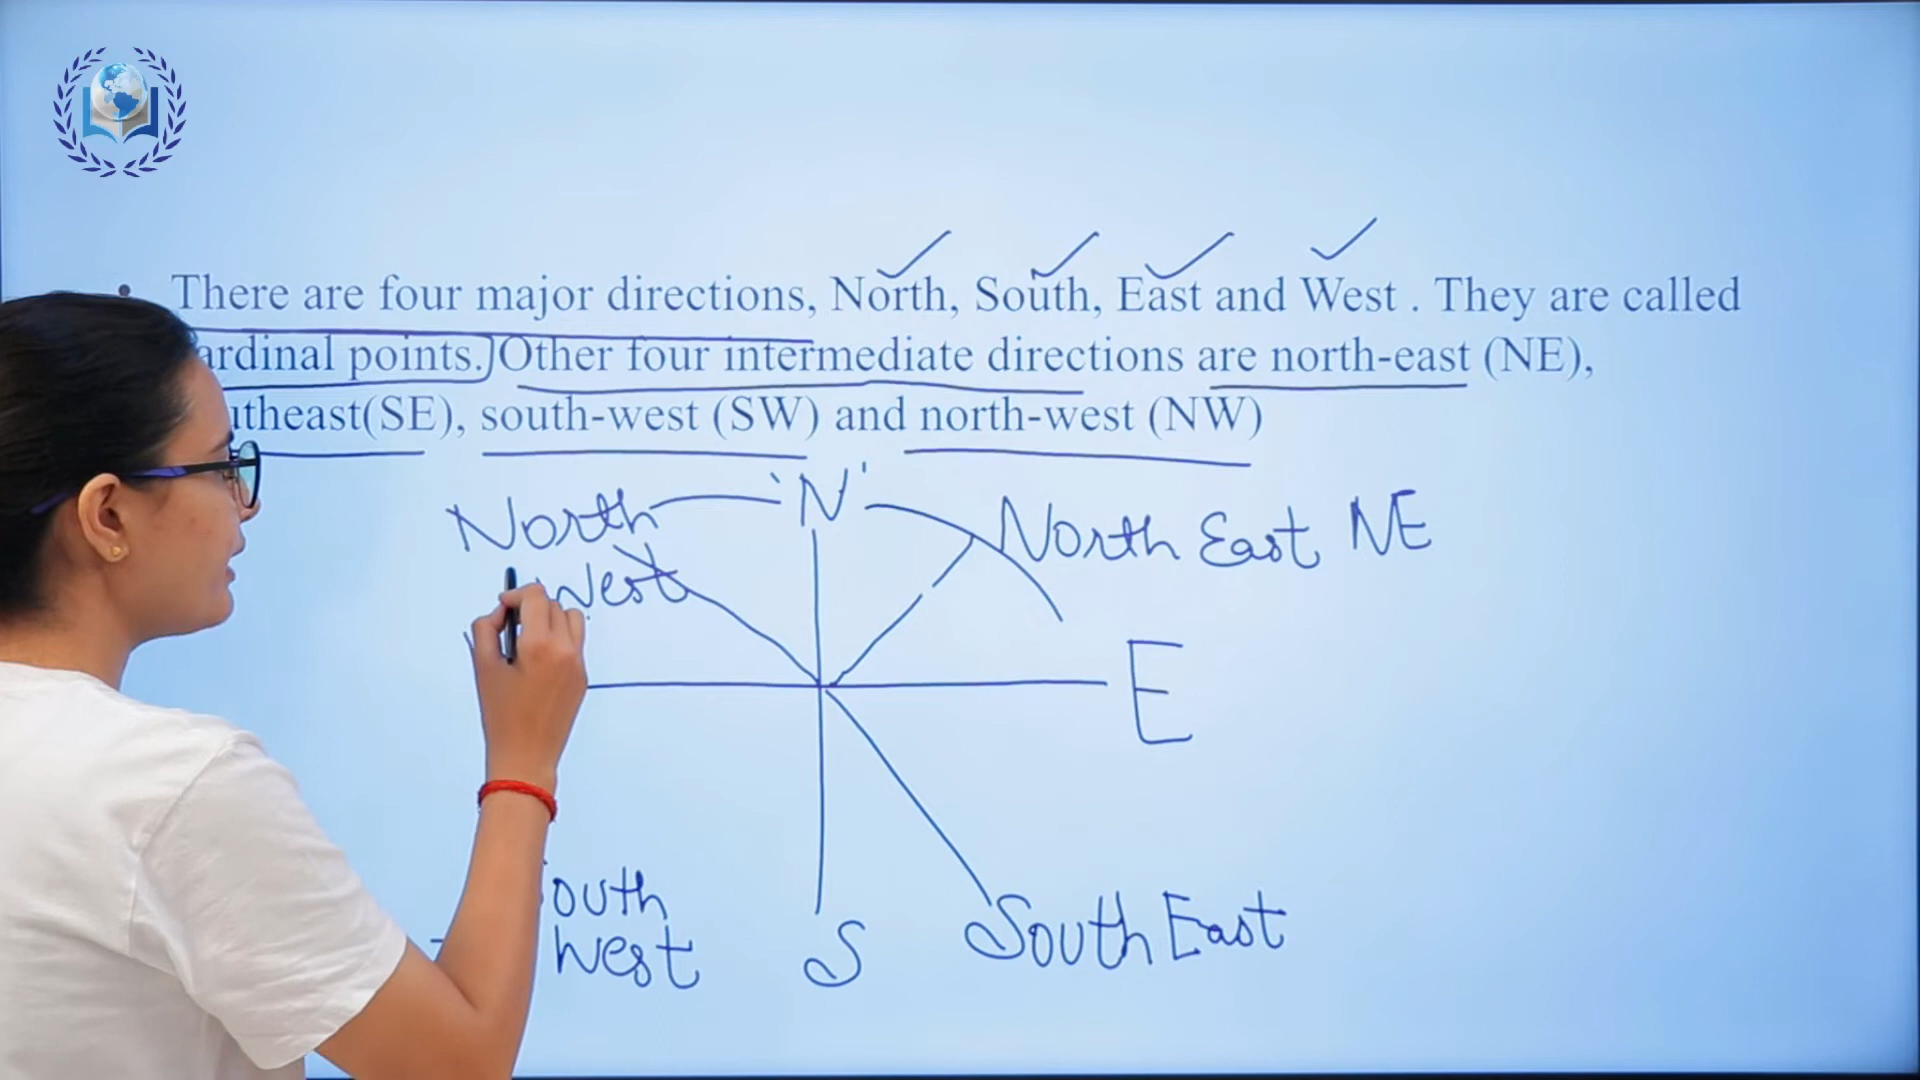 There are four major directions, North, South, East and West . They are called
ardinal points. Other four intermediate directions are north-east (NE),
theast(SE), south-west (SW) and north-west (NW)
'N'
North
West
North East NE
E
outh
West
S
South East